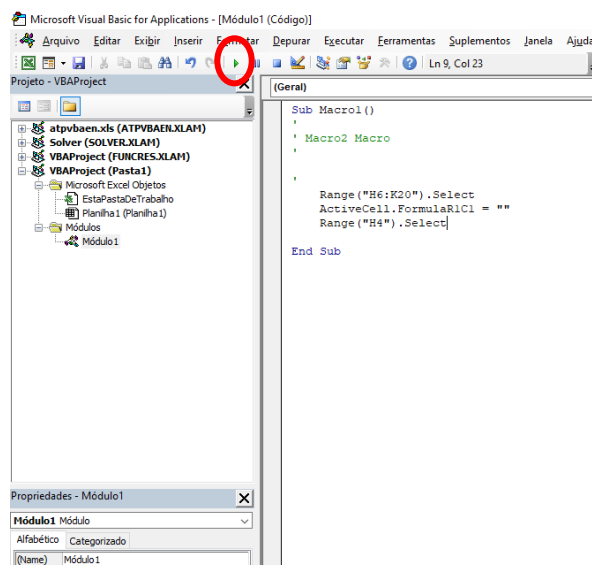 Microsoft Visual Basic for Applications - [Módulo1 (Código)]
Arquivo Editar Exibir Inserir Formatar Depurar Executar Ferramentas Suplementos Janela Ajuda
Ln 9, Col 23
Projeto - VBAProject
(Geral)
atpvbaen.xls (ATPVBAEN.XLAM)
Solver (SOLVER.XLAM)
VBAProject (FUNCRES.XLAM)
VBAProject (Pasta1)
Microsoft Excel Objetos
EstaPastaDeTrabalho
Planilha1 (Planilha1)
Módulos
Módulo1
Sub Macro1()
'
' Macro2 Macro
'
'
Range("H6:K20").Select
ActiveCell.FormulaR1C1 = ""
Range("H4").Select
End Sub
Propriedades - Módulo1
Módulo1 Módulo
Alfabético Categorizado
(Name) Módulo1